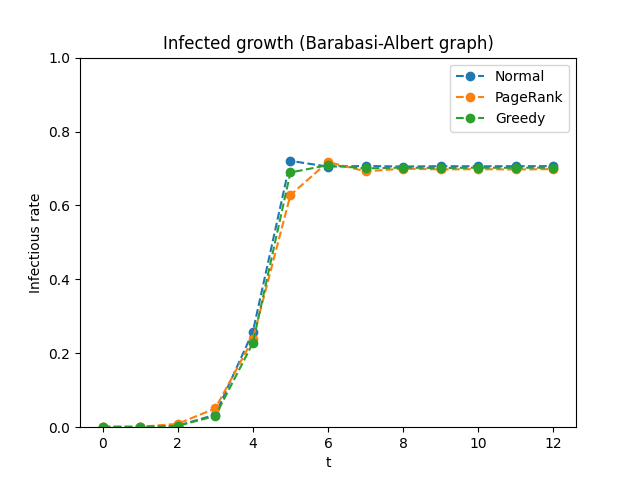 Infected growth (Barabasi-Albert graph)
Normal
PageRank
Greedy
Infectious rate
1.0
0.8
0.6
0.4
0.2
0.0
0 2 4 6 8 10 12
t